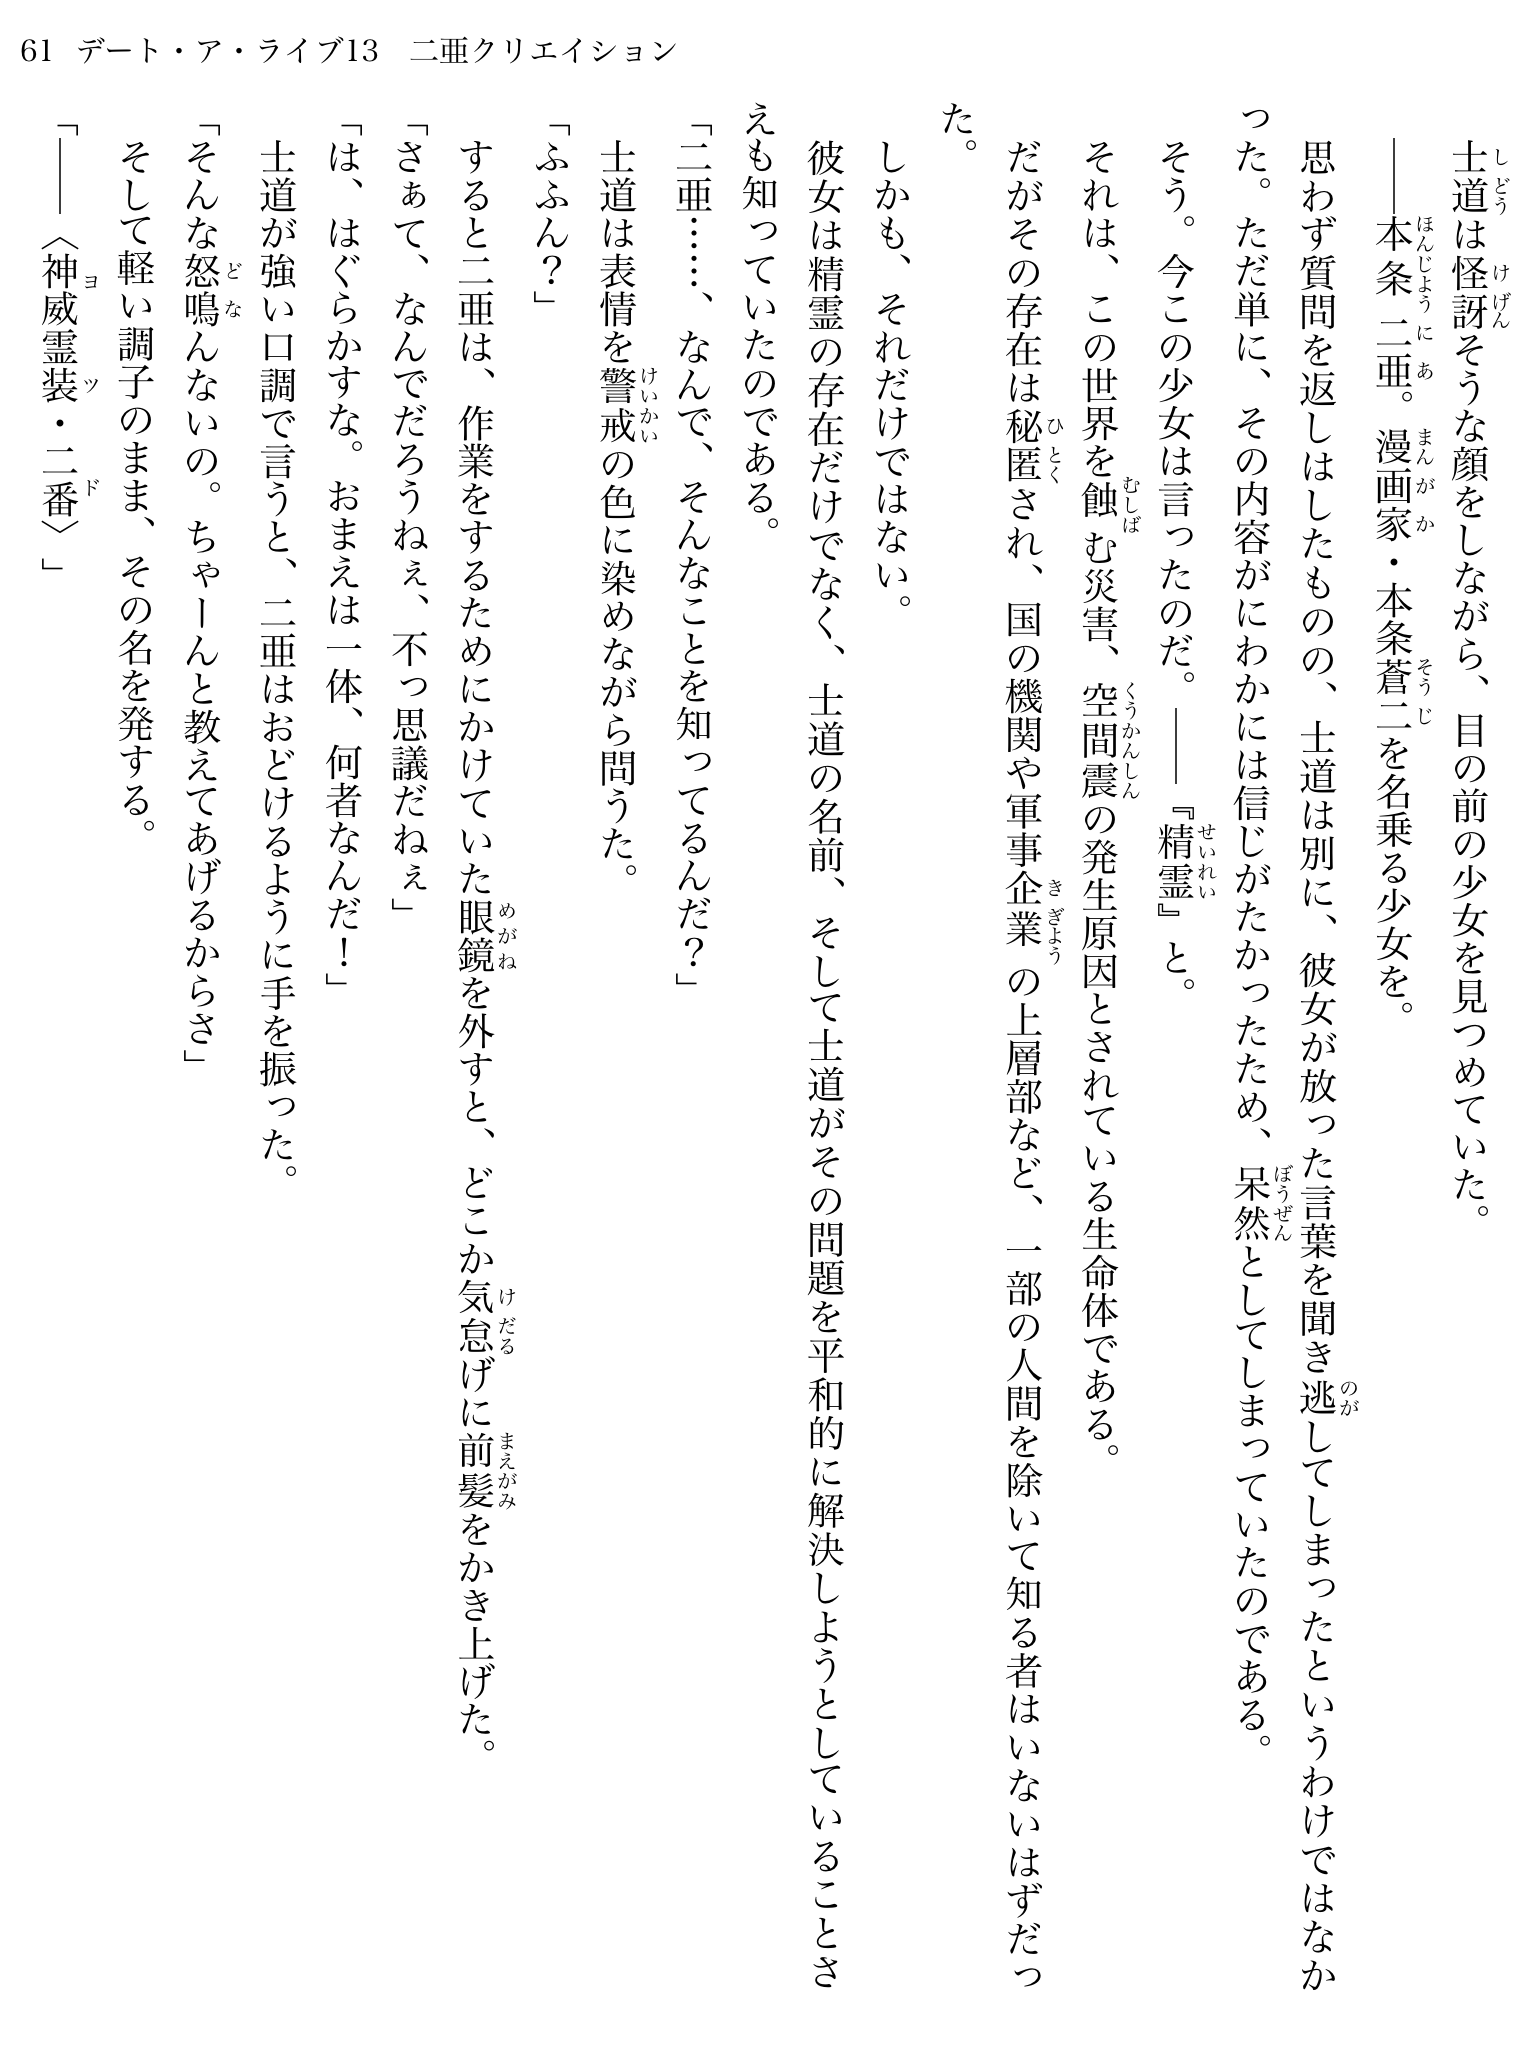 61 デート・ア・ライブ13 二亜クリエイション
士道は怪訝そうな顔をしながら、目の前の少女を見つめていた。
――本条二亜。漫画家・本条蒼二を名乗る少女を。
思わず質問を返しはしたものの、士道は別に、彼女が放った言葉を聞き逃してしまったというわけではなか
った。ただ単に、その内容がにわかには信じがたかったため、呆然としてしまっていたのである。
そう。今この少女は言ったのだ。――『精霊』と。
それは、この世界を蝕む災害、空間震の発生原因とされている生命体である。
だがその存在は秘匿され、国の機関や軍事企業の上層部など、一部の人間を除いて知る者はいないはずだっ
た。
しかも、それだけではない。
彼女は精霊の存在だけでなく、士道の名前、そして士道がその問題を平和的に解決しようとしていることさ
えも知っていたのである。
「二亜……、なんで、そんなことを知ってるんだ？」
士道は表情を警戒の色に染めながら問うた。
「ふふん？」
すると二亜は、作業をするためにかけていた眼鏡を外すと、どこか気怠げに前髪をかき上げた。
「さぁて、なんでだろうねぇ、不っ思議だねぇ」
「は、はぐらかすな。おまえは一体、何者なんだ！」
士道が強い口調で言うと、二亜はおどけるように手を振った。
「そんな怒鳴んないの。ちゃーんと教えてあげるからさ」
そして軽い調子のまま、その名を発する。
「――〈神威霊装・二番〉」